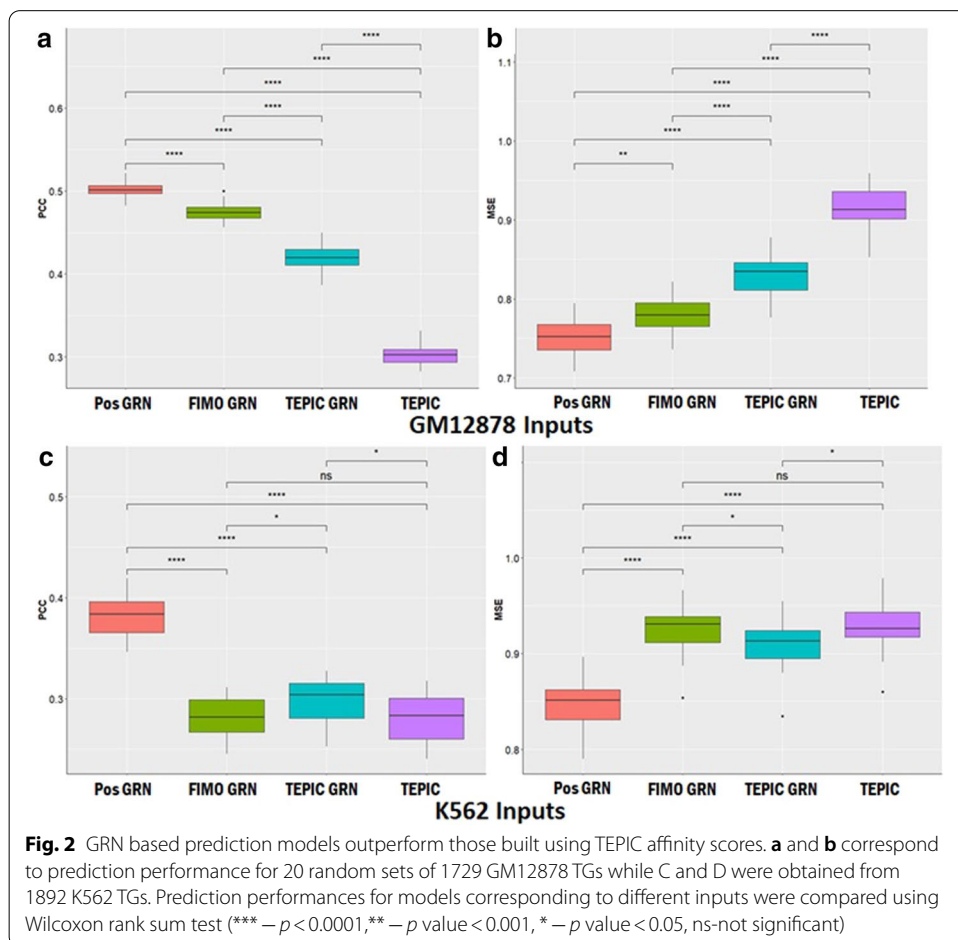 a
b
****
****
****
****
****
****
PCC
0.6
0.5
0.4
0.3
Pos GRN
FIMO GRN
TEPIC GRN
TEPIC
****
****
****
****
****
**
MSE
1.1
1.0
0.9
0.8
0.7
Pos GRN
FIMO GRN
TEPIC GRN
TEPIC
GM12878 Inputs
c
d
*
ns
****
*
****
****
PCC
0.5
0.4
0.3
Pos GRN
FIMO GRN
TEPIC GRN
TEPIC
*
ns
****
*
****
****
MSE
1.0
0.9
0.8
Pos GRN
FIMO GRN
TEPIC GRN
TEPIC
K562 Inputs
Fig. 2 GRN based prediction models outperform those built using TEPIC affinity scores. a and b correspond
to prediction performance for 20 random sets of 1729 GM12878 TGs while C and D were obtained from
1892 K562 TGs. Prediction performances for models corresponding to different inputs were compared using
Wilcoxon rank sum test (*** – p < 0.0001, ** – p value < 0.001, * – p value < 0.05, ns-not significant)